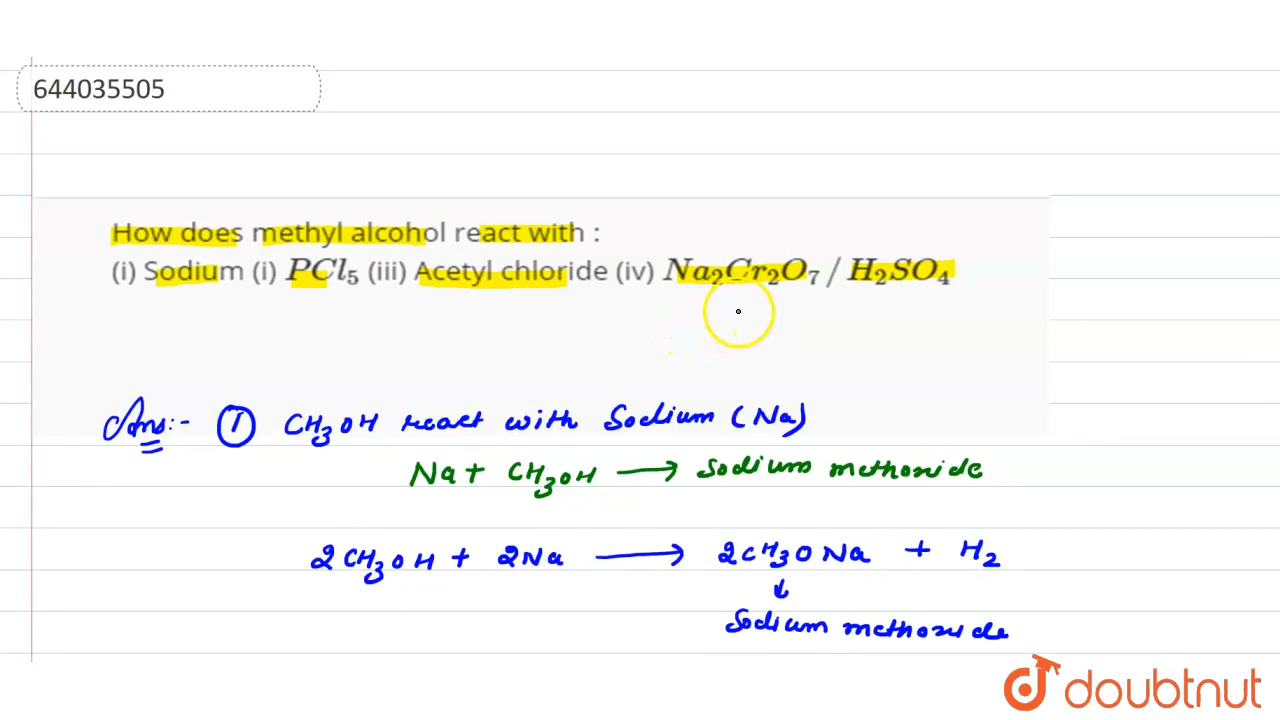 644035505
How does methyl alcohol react with :
(i) Sodium (i) PCl₅ (iii) Acetyl chloride (iv) Na₂Cr₂O₇ / H₂SO₄
Ans:- ① CH₃OH react with Sodium (Na)
Na + CH₃OH ⟶ Sodium methoxide
2CH₃OH + 2Na ⟶ 2CH₃ONa + H₂
↓
Sodium methoxide
doubtnut